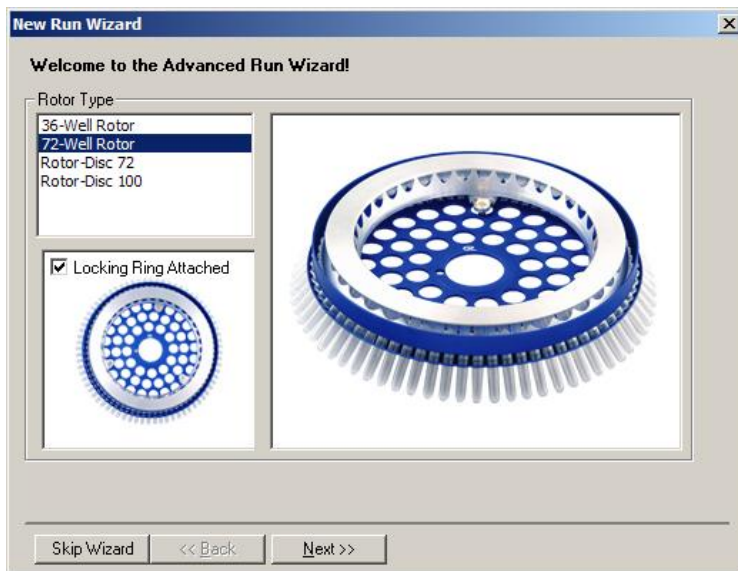 New Run Wizard
Welcome to the Advanced Run Wizard!
Rotor Type
36-Well Rotor
72-Well Rotor
Rotor-Disc 72
Rotor-Disc 100
Locking Ring Attached
Skip Wizard
<< Back
Next >>